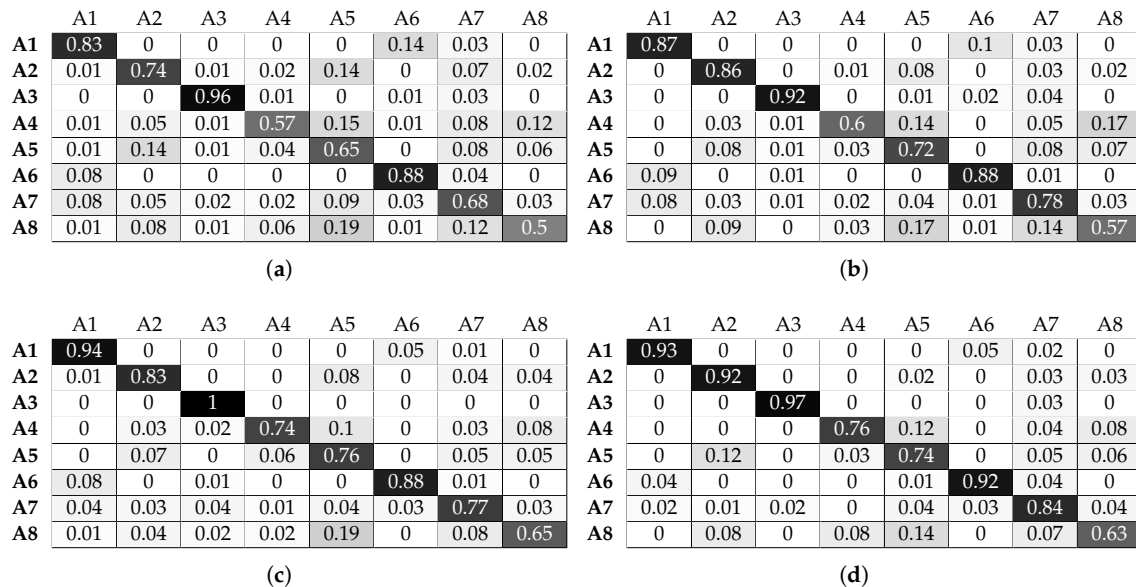 A1 A2 A3 A4 A5 A6 A7 A8
A1 0.83 0 0 0 0 0.14 0.03 0
A2 0.01 0.74 0.01 0.02 0.14 0 0.07 0.02
A3 0 0 0.96 0.01 0 0.01 0.03 0
A4 0.01 0.05 0.01 0.57 0.15 0.01 0.08 0.12
A5 0.01 0.14 0.01 0.04 0.65 0 0.08 0.06
A6 0.08 0 0 0 0 0.88 0.04 0
A7 0.08 0.05 0.02 0.02 0.09 0.03 0.68 0.03
A8 0.01 0.08 0.01 0.06 0.19 0.01 0.12 0.5
(a)
A1 A2 A3 A4 A5 A6 A7 A8
A1 0.87 0 0 0 0 0.1 0.03 0
A2 0 0.86 0 0.01 0.08 0 0.03 0.02
A3 0 0 0.92 0 0.01 0.02 0.04 0
A4 0 0.03 0.01 0.6 0.14 0 0.05 0.17
A5 0 0.08 0.01 0.03 0.72 0 0.08 0.07
A6 0.09 0 0.01 0 0 0.88 0.01 0
A7 0.08 0.03 0.01 0.02 0.04 0.01 0.78 0.03
A8 0 0.09 0 0.03 0.17 0.01 0.14 0.57
(b)
A1 A2 A3 A4 A5 A6 A7 A8
A1 0.94 0 0 0 0 0.05 0.01 0
A2 0.01 0.83 0 0 0.08 0 0.04 0.04
A3 0 0 1 0 0 0 0 0
A4 0 0.03 0.02 0.74 0.1 0 0.03 0.08
A5 0 0.07 0 0.06 0.76 0 0.05 0.05
A6 0.08 0 0.01 0 0 0.88 0.01 0
A7 0.04 0.03 0.04 0.01 0.04 0.03 0.77 0.03
A8 0.01 0.04 0.02 0.02 0.19 0 0.08 0.65
(c)
A1 A2 A3 A4 A5 A6 A7 A8
A1 0.93 0 0 0 0 0.05 0.02 0
A2 0 0.92 0 0 0.02 0 0.03 0.03
A3 0 0 0.97 0 0 0 0.03 0
A4 0 0 0 0.76 0.12 0 0.04 0.08
A5 0 0.12 0 0.03 0.74 0 0.05 0.06
A6 0.04 0 0 0 0.01 0.92 0.04 0
A7 0.02 0.01 0.02 0 0.04 0.03 0.84 0.04
A8 0 0.08 0 0.08 0.14 0 0.07 0.63
(d)